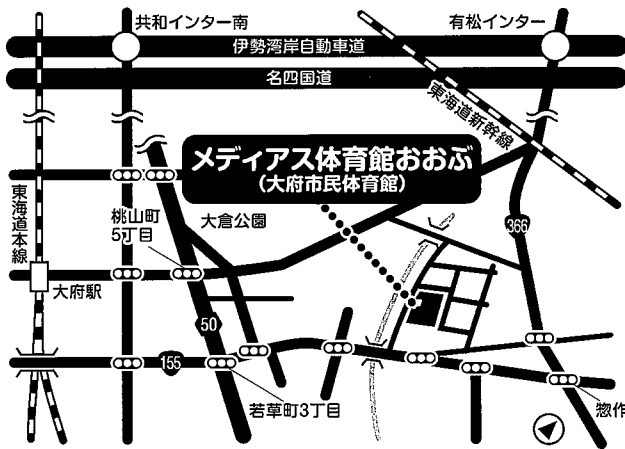 共和インター南
有松インター
伊勢湾岸自動車道
名四国道
東海道新幹線
メディアス体育館おおぶ
(大府市民体育館)
東海道本線
桃山町
5丁目
大倉公園
366
大府駅
50
155
若草町3丁目
惣作